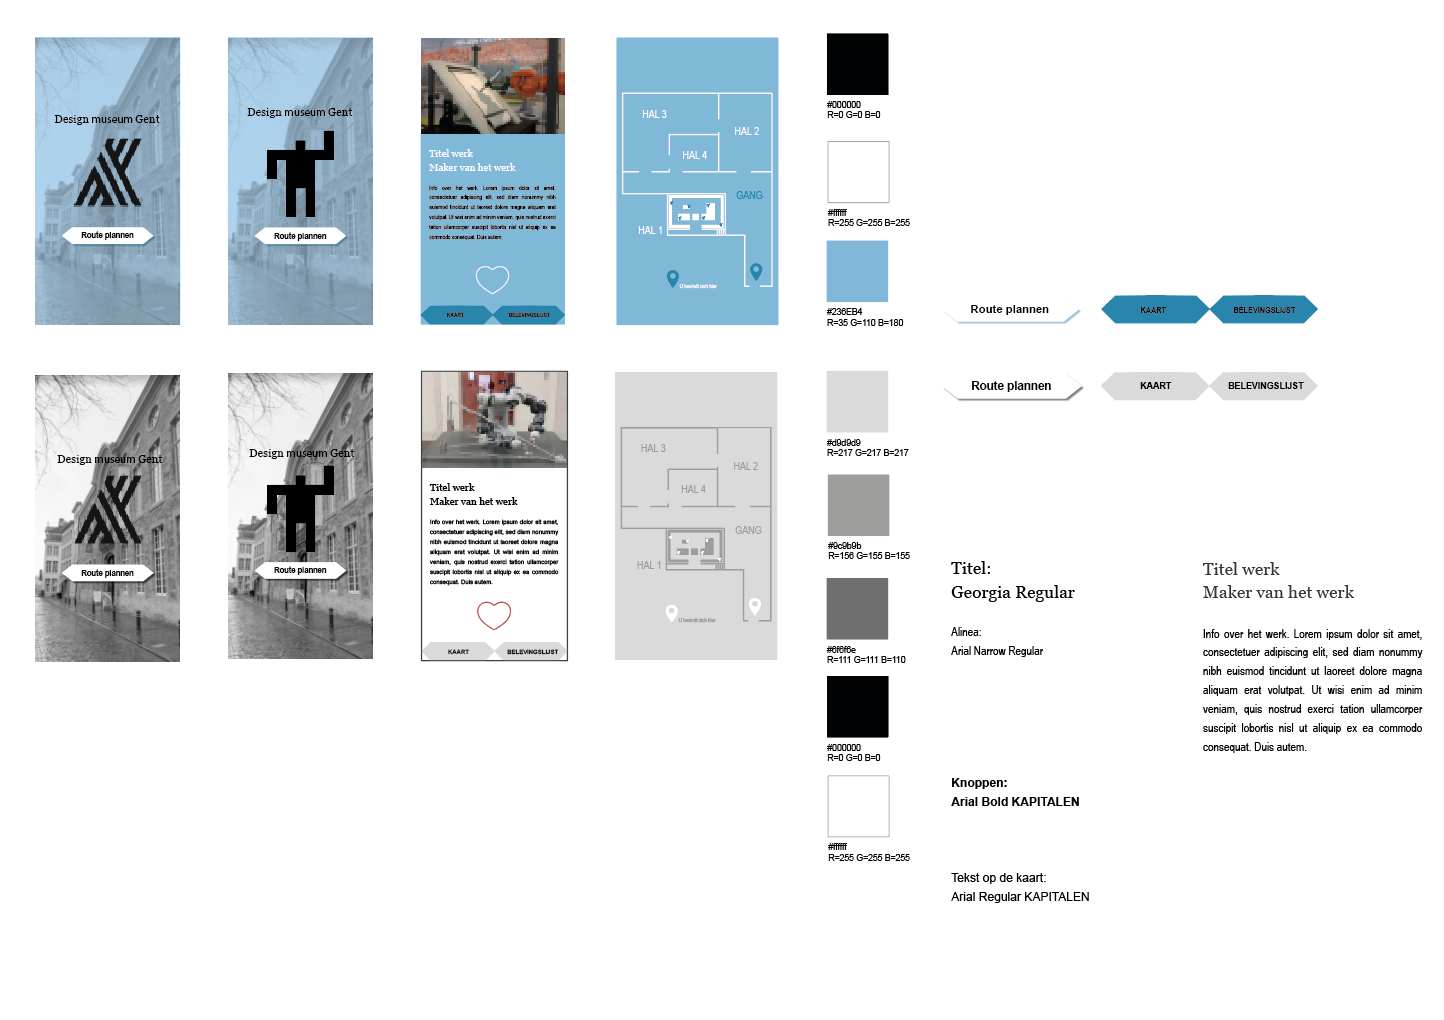 Design museum Gent
Route plannen
Design museum Gent
Route plannen
Titel werk
Maker van het werk
Info over het werk. Lorem ipsum dolor sit amet,
consectetuer adipiscing elit, sed diam nonummy nibh
euismod tincidunt ut laoreet dolore magna aliquam erat
volutpat. Ut wisi enim ad minim veniam, quis nostrud exerci
tation ullamcorper suscipit lobortis nisl ut aliquip ex ea
commodo consequat. Duis autem.
KAART
BELEVINGSLIJST
HAL 3
HAL 2
HAL 4
GANG
HAL 1
U bevindt zich hier
#000000
R=0 G=0 B=0
#ffffff
R=255 G=255 B=255
#236EB4
R=35 G=110 B=180
Route plannen
KAART
BELEVINGSLIJST
Design museum Gent
Route plannen
Design museum Gent
Route plannen
Titel werk
Maker van het werk
Info over het werk. Lorem ipsum dolor sit amet,
consectetuer adipiscing elit, sed diam nonummy
nibh euismod tincidunt ut laoreet dolore magna
aliquam erat volutpat. Ut wisi enim ad minim
veniam, quis nostrud exerci tation ullamcorper
suscipit lobortis nisl ut aliquip ex ea commodo
consequat. Duis autem.
KAART
BELEVINGSLIJST
HAL 3
HAL 2
HAL 4
GANG
HAL 1
U bevindt zich hier
#d9d9d9
R=217 G=217 B=217
#9c9b9b
R=156 G=155 B=155
#6f6f6e
R=111 G=111 B=110
#000000
R=0 G=0 B=0
#ffffff
R=255 G=255 B=255
Route plannen
KAART
BELEVINGSLIJST
Titel:
Georgia Regular
Alinea:
Arial Narrow Regular
Knoppen:
Arial Bold KAPITALEN
Tekst op de kaart:
Arial Regular KAPITALEN
Titel werk
Maker van het werk
Info over het werk. Lorem ipsum dolor sit amet,
consectetuer adipiscing elit, sed diam nonummy
nibh euismod tincidunt ut laoreet dolore magna
aliquam erat volutpat. Ut wisi enim ad minim
veniam, quis nostrud exerci tation ullamcorper
suscipit lobortis nisl ut aliquip ex ea commodo
consequat. Duis autem.